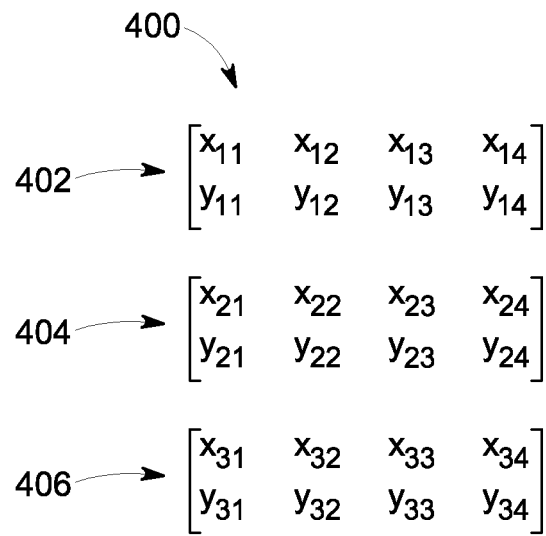 400
x11 x12 x13 x14
402
y11 y12 y13 y14
x21 x22 x23 x24
404
y21 y22 y23 y24
x31 x32 x33 x34
406
y31 y32 y33 y34